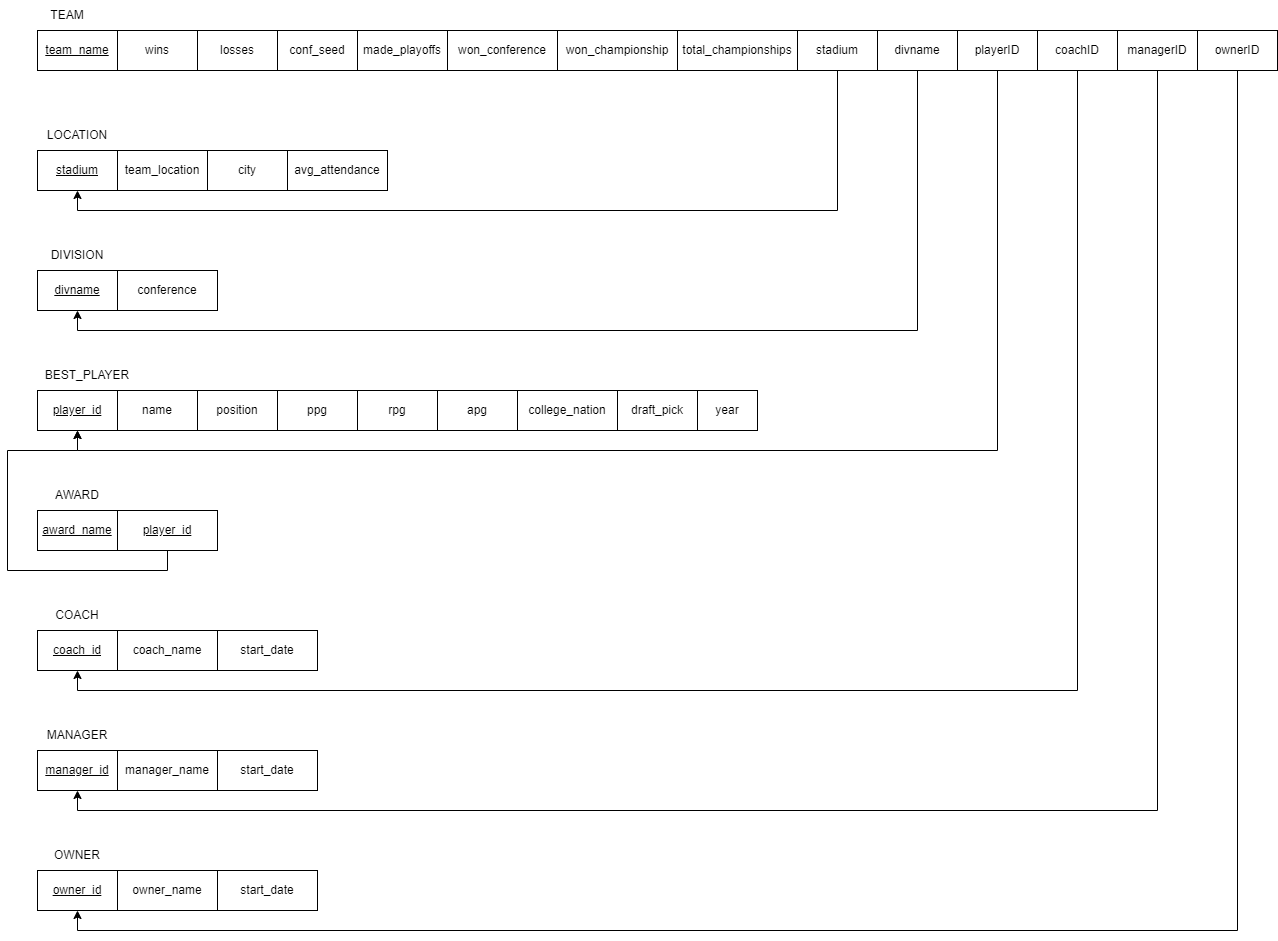 TEAM
team_name wins losses conf_seed made_playoffs won_conference won_championship total_championships stadium divname playerID coachID managerID ownerID
LOCATION
stadium team_location city avg_attendance
DIVISION
divname conference
BEST_PLAYER
player_id name position ppg rpg apg college_nation draft_pick year
AWARD
award_name player_id
COACH
coach_id coach_name start_date
MANAGER
manager_id manager_name start_date
OWNER
owner_id owner_name start_date